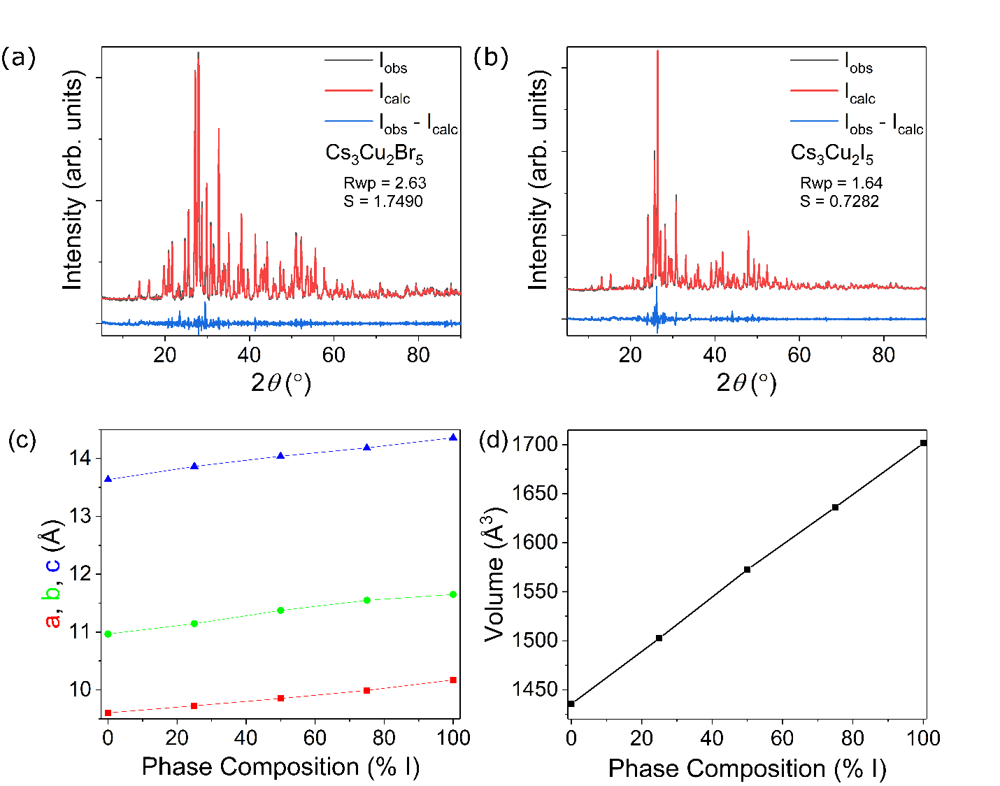 (a)
Intensity (arb. units)
I_obs
I_calc
I_obs - I_calc
Cs₃Cu₂Br₅
Rwp = 2.63
S = 1.7490
20 40 60 80
2θ (°)
(b)
Intensity (arb. units)
I_obs
I_calc
I_obs - I_calc
Cs₃Cu₂I₅
Rwp = 1.64
S = 0.7282
20 40 60 80
2θ (°)
(c)
a, b, c (Å)
14
13
12
11
10
0 20 40 60 80 100
Phase Composition (% I)
(d)
Volume (Å³)
1700
1650
1600
1550
1500
1450
0 20 40 60 80 100
Phase Composition (% I)